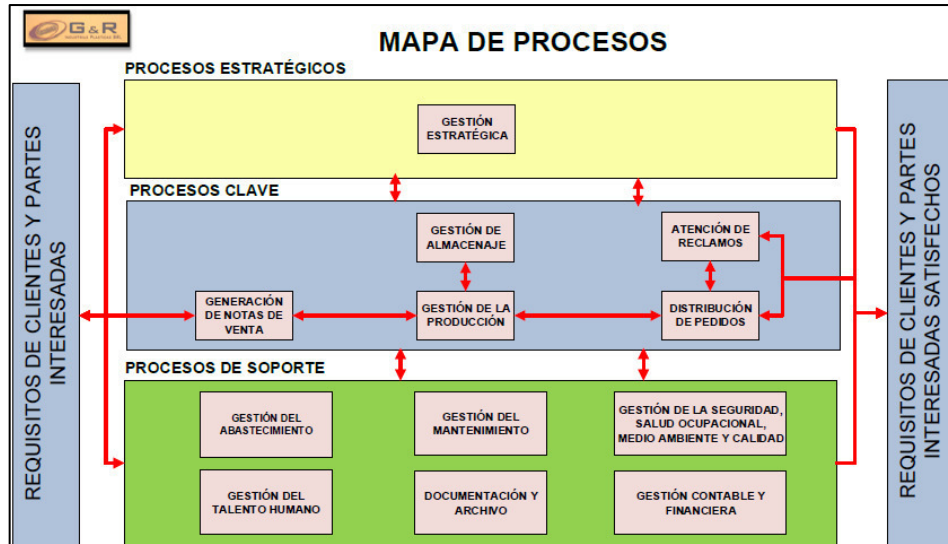 G&R
MAPA DE PROCESOS
PROCESOS ESTRATÉGICOS
REQUISITOS DE CLIENTES Y PARTES
INTERESADAS
GESTIÓN
ESTRATÉGICA
PROCESOS CLAVE
GESTIÓN DE
ALMACENAJE
ATENCIÓN DE
RECLAMOS
GENERACIÓN
DE NOTAS DE
VENTA
GESTIÓN DE LA
PRODUCCIÓN
DISTRIBUCIÓN
DE PEDIDOS
PROCESOS DE SOPORTE
GESTIÓN DEL
ABASTECIMIENTO
GESTIÓN DEL
MANTENIMIENTO
GESTIÓN DE LA SEGURIDAD,
SALUD OCUPACIONAL,
MEDIO AMBIENTE Y CALIDAD
GESTIÓN DEL
TALENTO HUMANO
DOCUMENTACIÓN Y
ARCHIVO
GESTIÓN CONTABLE Y
FINANCIERA
REQUISITOS DE CLIENTES Y PARTES
INTERESADAS SATISFECHOS